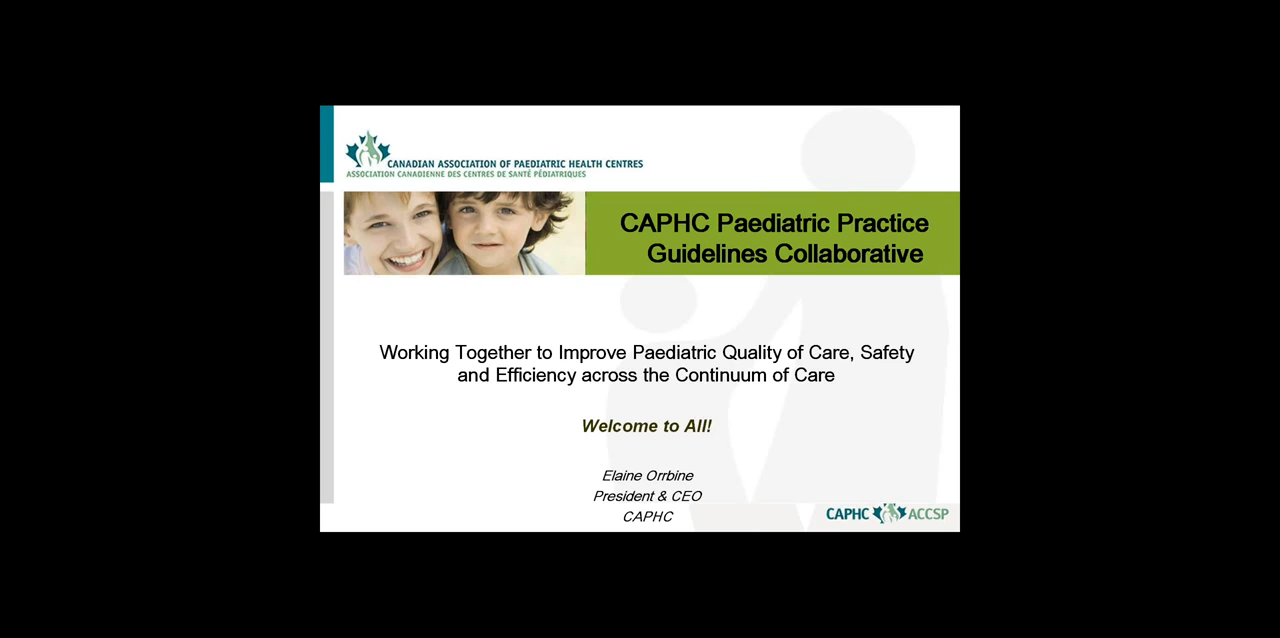 CANADIAN ASSOCIATION OF PAEDIATRIC HEALTH CENTRES
ASSOCIATION CANADIENNE DES CENTRES DE SANTÉ PÉDIATRIQUES
CAPHC Paediatric Practice
Guidelines Collaborative
Working Together to Improve Paediatric Quality of Care, Safety
and Efficiency across the Continuum of Care
Welcome to All!
Elaine Orrbine
President & CEO
CAPHC
CAPHC ACCSP